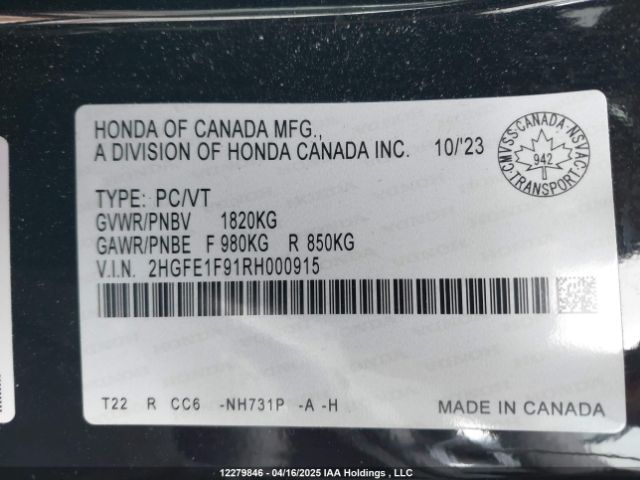 HONDA OF CANADA MFG.,
A DIVISION OF HONDA CANADA INC. 10/'23
CMVSS·CANADA·NSVAC
942
TRANSPORT
TYPE: PC/VT
GVWR/PNBV 1820KG
GAWR/PNBE F 980KG R 850KG
V.I.N. 2HGFE1F91RH000915
T22 R CC6 -NH731P -A -H
MADE IN CANADA
12279846 - 04/16/2025 IAA Holdings , LLC